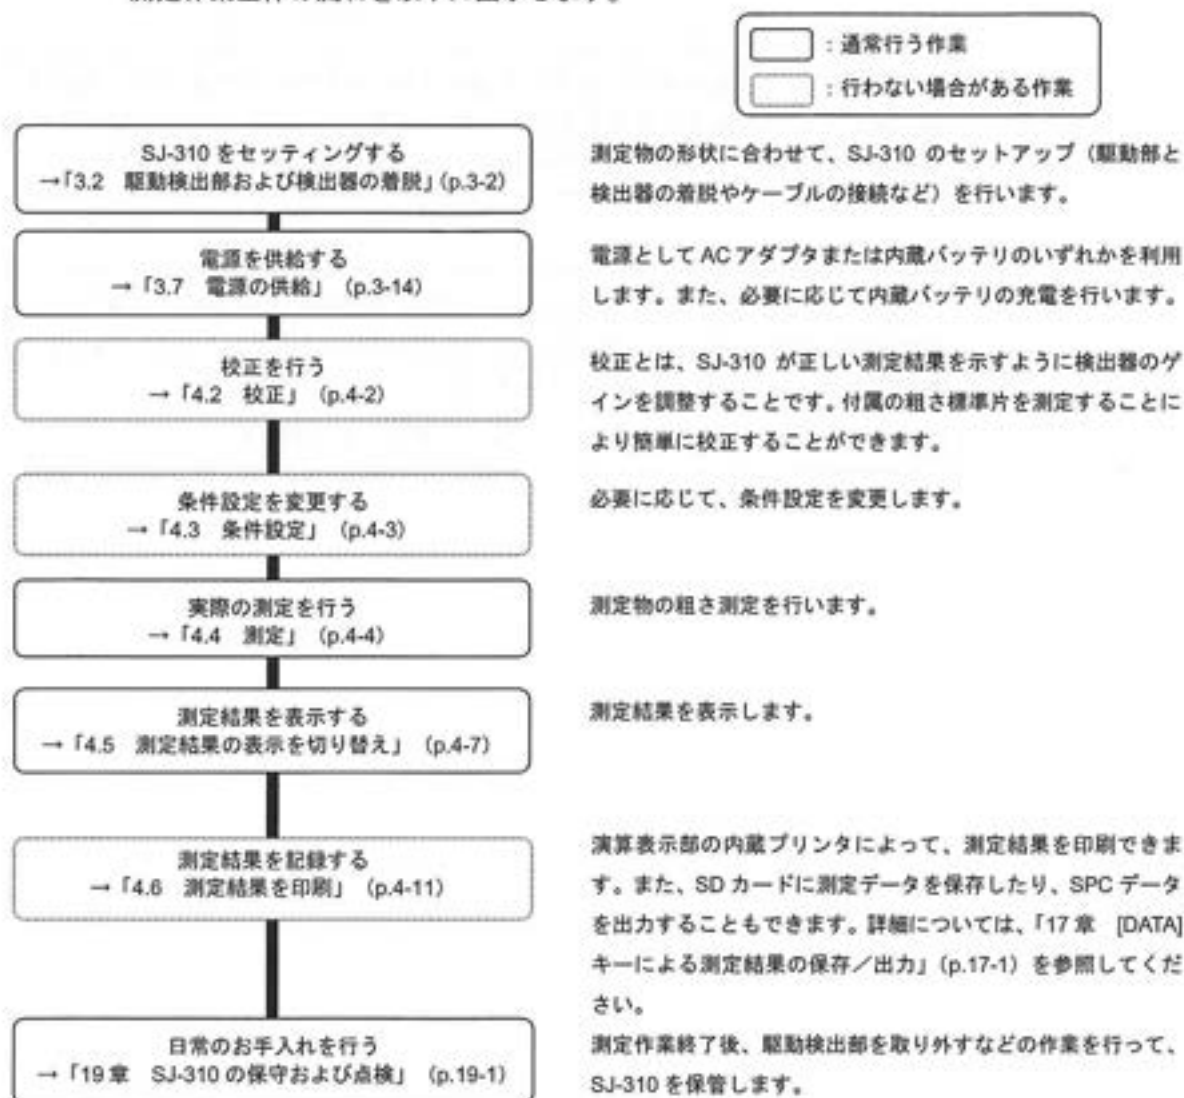 ：通常行う作業
：行わない場合がある作業
SJ-310 をセッティングする
→「3.2　駆動検出部および検出器の着脱」(p.3-2)
測定物の形状に合わせて、SJ-310 のセットアップ（駆動部と
検出器の着脱やケーブルの接続など）を行います。
電源を供給する
→「3.7　電源の供給」（p.3-14）
電源として AC アダプタまたは内蔵バッテリのいずれかを利用
します。また、必要に応じて内蔵バッテリの充電を行います。
校正を行う
→「4.2　校正」（p.4-2）
校正とは、SJ-310 が正しい測定結果を示すように検出器のゲ
インを調整することです。付属の粗さ標準片を測定することに
より簡単に校正することができます。
条件設定を変更する
→「4.3　条件設定」（p.4-3）
必要に応じて、条件設定を変更します。
実際の測定を行う
→「4.4　測定」（p.4-4）
測定物の粗さ測定を行います。
測定結果を表示する
→「4.5　測定結果の表示を切り替え」（p.4-7）
測定結果を表示します。
測定結果を記録する
→「4.6　測定結果を印刷」（p.4-11）
演算表示部の内蔵プリンタによって、測定結果を印刷できま
す。また、SD カードに測定データを保存したり、SPC データ
を出力することもできます。詳細については、「17 章　[DATA]
キーによる測定結果の保存／出力」（p.17-1）を参照してくだ
さい。
日常のお手入れを行う
→「19 章　SJ-310 の保守および点検」（p.19-1）
測定作業終了後、駆動検出部を取り外すなどの作業を行って、
SJ-310 を保管します。